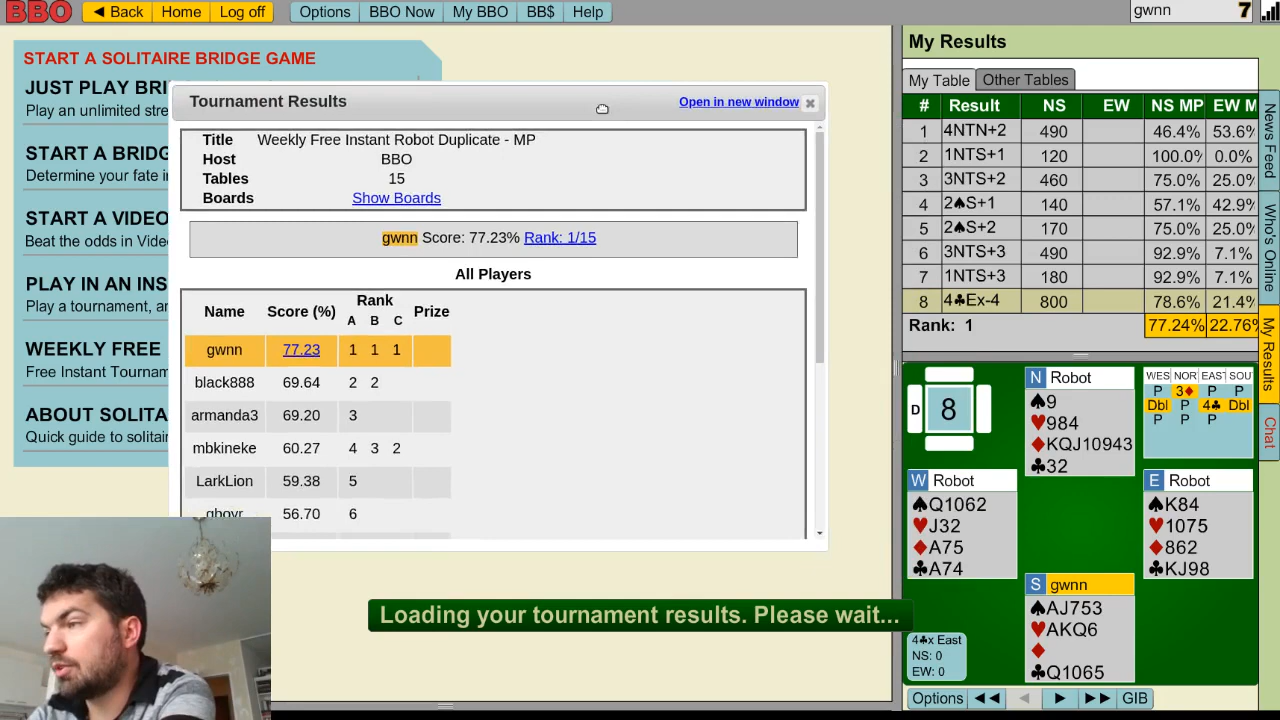 BBO ◄ Back Home Log off Options BBO Now My BBO BB$ Help gwnn 7
START A SOLITAIRE BRIDGE GAME
JUST PLAY BRI
Play an unlimited stre
START A BRIDG
Determine your fate i
START A VIDEO
Beat the odds in Vide
PLAY IN AN INS
Play a tournament, a
WEEKLY FREE
Free Instant Tournam
ABOUT SOLITA
Quick guide to solitai
Tournament Results Open in new window
Title Weekly Free Instant Robot Duplicate - MP
Host BBO
Tables 15
Boards Show Boards
gwnn Score: 77.23% Rank: 1/15
All Players
Name Score (%) Rank Prize
A B C
gwnn 77.23 1 1 1
black888 69.64 2 2
armanda3 69.20 3
mbkineke 60.27 4 3 2
LarkLion 59.38 5
56.70 6
Loading your tournament results. Please wait...
My Results
My Table Other Tables
# Result NS EW NS MP EW M
1 4NTN+2 490 46.4% 53.6%
2 1NTS+1 120 100.0% 0.0%
3 3NTS+2 460 75.0% 25.0%
4 2♠S+1 140 57.1% 42.9%
5 2♠S+2 170 75.0% 25.0%
6 3NTS+3 490 92.9% 7.1%
7 1NTS+3 180 92.9% 7.1%
8 4♣Ex-4 800 78.6% 21.4%
Rank: 1 77.24% 22.76%
D 8
N Robot
♠9
♥984
♦KQJ10943
♣32
WES NOR EAST SOU
P 3♦ P P
Dbl P 4♣ Dbl
P P P
W Robot
♠Q1062
♥J32
♦A75
♣A74
E Robot
♠K84
♥1075
♦862
♣KJ98
S gwnn
♠AJ753
♥AKQ6
♦
♣Q1065
4♣x East
NS: 0
EW: 0
Options ◄◄ ◄ ► ►► GIB
News Feed
Who's Online
My Results
Chat